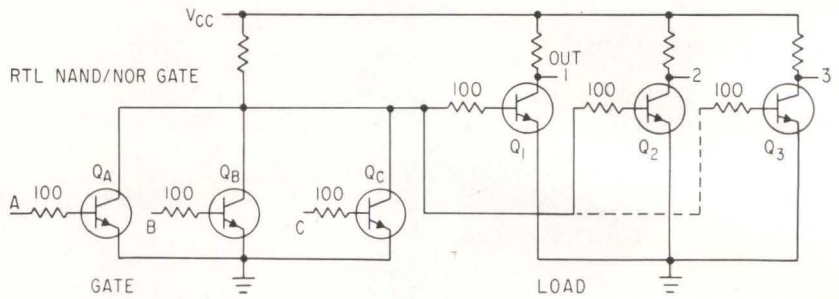 VCC
RTL NAND/NOR GATE
OUT
1
2
3
100
100
100
Q1
Q2
Q3
QA
QB
QC
A
100
B
100
C
100
GATE
LOAD